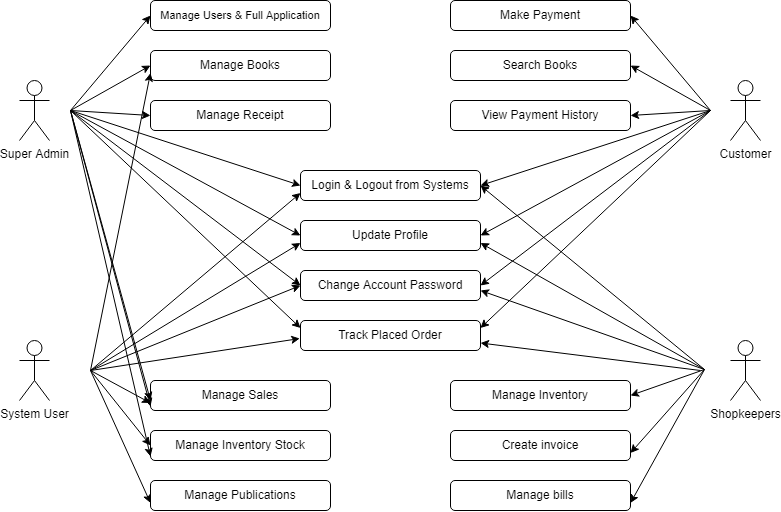 Manage Users & Full Application
Make Payment
Manage Books
Search Books
Manage Receipt
View Payment History
Super Admin
Customer
Login & Logout from Systems
Update Profile
Change Account Password
Track Placed Order
Manage Sales
Manage Inventory
System User
Shopkeepers
Manage Inventory Stock
Create invoice
Manage Publications
Manage bills